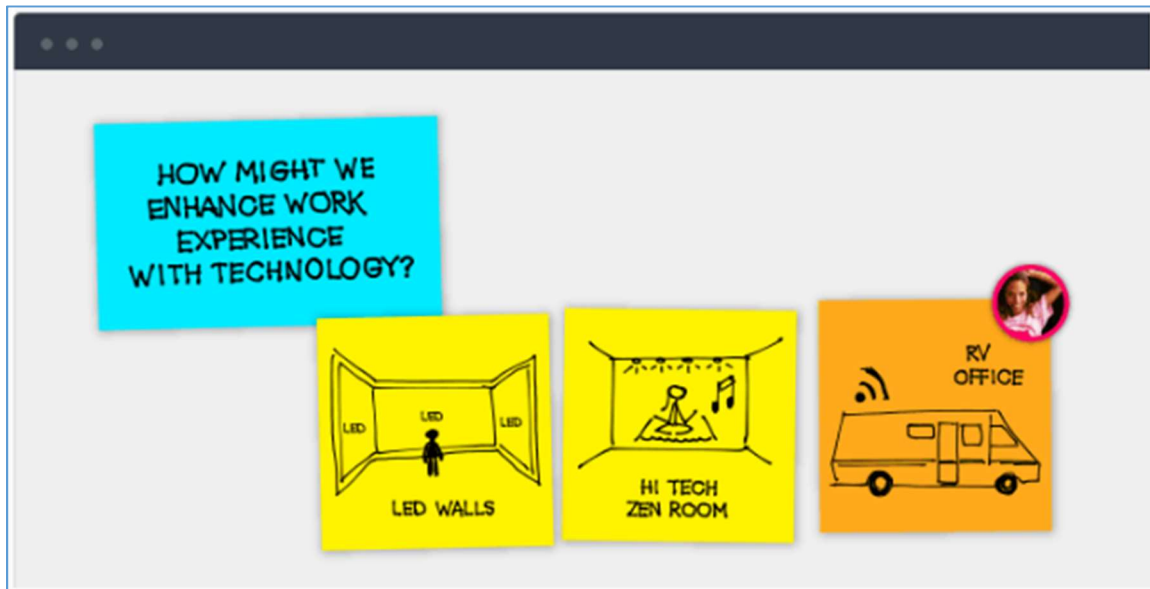 HOW MIGHT WE
ENHANCE WORK
EXPERIENCE
WITH TECHNOLOGY?
LED
LED
LED
LED WALLS
HI TECH
ZEN ROOM
RV
OFFICE